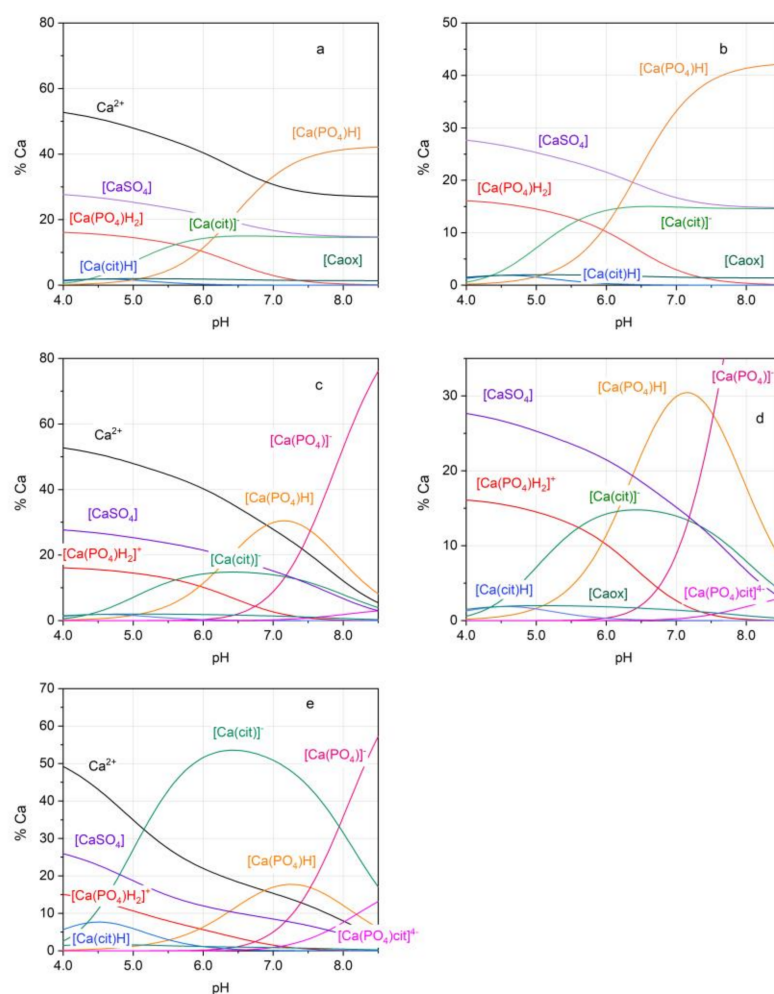 a
80
60
40
20
0
% Ca
Ca²⁺
[Ca(PO₄)H]
[CaSO₄]
[Ca(PO₄)H₂]
[Ca(cit)]⁻
[Ca(cit)H]
[Caox]
4.0 5.0 6.0 7.0 8.0
pH
b
50
40
30
20
10
0
% Ca
[Ca(PO₄)H]
[CaSO₄]
[Ca(PO₄)H₂]
[Ca(cit)]⁻
[Caox]
[Ca(cit)H]
4.0 5.0 6.0 7.0 8.0
pH
c
80
60
40
20
0
% Ca
Ca²⁺
[Ca(PO₄)]⁻
[CaSO₄]
[Ca(PO₄)H]
[Ca(PO₄)H₂]⁺
[Ca(cit)]⁻
4.0 5.0 6.0 7.0 8.0
pH
d
30
20
10
0
% Ca
[Ca(PO₄)]⁻
[Ca(PO₄)H]
[CaSO₄]
[Ca(PO₄)H₂]⁺
[Ca(cit)]⁻
[Ca(cit)H]
[Caox]
[Ca(PO₄)cit]⁴⁻
4.0 5.0 6.0 7.0 8.0
pH
e
70
60
50
40
30
20
10
0
% Ca
[Ca(cit)]⁻
Ca²⁺
[Ca(PO₄)]⁻
[CaSO₄]
[Ca(PO₄)H]
[Ca(PO₄)H₂]⁺
[Ca(cit)H]
[Ca(PO₄)cit]⁴⁻
4.0 5.0 6.0 7.0 8.0
pH